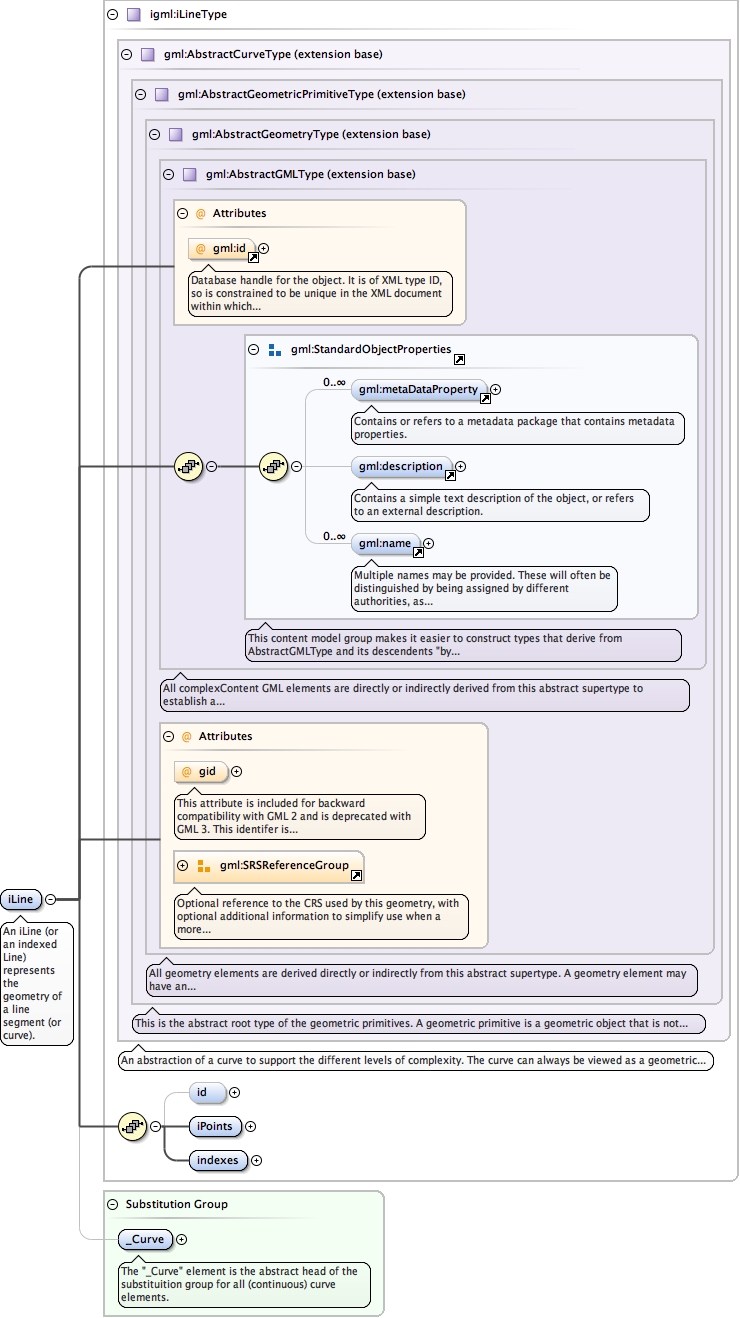 igml:iLineType
gml:AbstractCurveType (extension base)
gml:AbstractGeometricPrimitiveType (extension base)
gml:AbstractGeometryType (extension base)
gml:AbstractGMLType (extension base)
@ Attributes
@ gml:id
Database handle for the object. It is of XML type ID,
so is constrained to be unique in the XML document
within which...
gml:StandardObjectProperties
0..∞
gml:metaDataProperty
Contains or refers to a metadata package that contains metadata
properties.
gml:description
Contains a simple text description of the object, or refers
to an external description.
0..∞
gml:name
Multiple names may be provided. These will often be
distinguished by being assigned by different
authorities, as...
This content model group makes it easier to construct types that derive from
AbstractGMLType and its descendents "by...
All complexContent GML elements are directly or indirectly derived from this abstract supertype to
establish a...
@ Attributes
@ gid
This attribute is included for backward
compatibility with GML 2 and is deprecated with
GML 3. This identifer is...
gml:SRSReferenceGroup
Optional reference to the CRS used by this geometry, with
optional additional information to simplify use when a
more...
iLine
An iLine (or
an indexed
Line)
represents
the
geometry of
a line
segment (or
curve).
All geometry elements are derived directly or indirectly from this abstract supertype. A geometry element may
have an...
This is the abstract root type of the geometric primitives. A geometric primitive is a geometric object that is not...
An abstraction of a curve to support the different levels of complexity. The curve can always be viewed as a geometric...
id
iPoints
indexes
Substitution Group
_Curve
The "_Curve" element is the abstract head of the
substituition group for all (continuous) curve
elements.